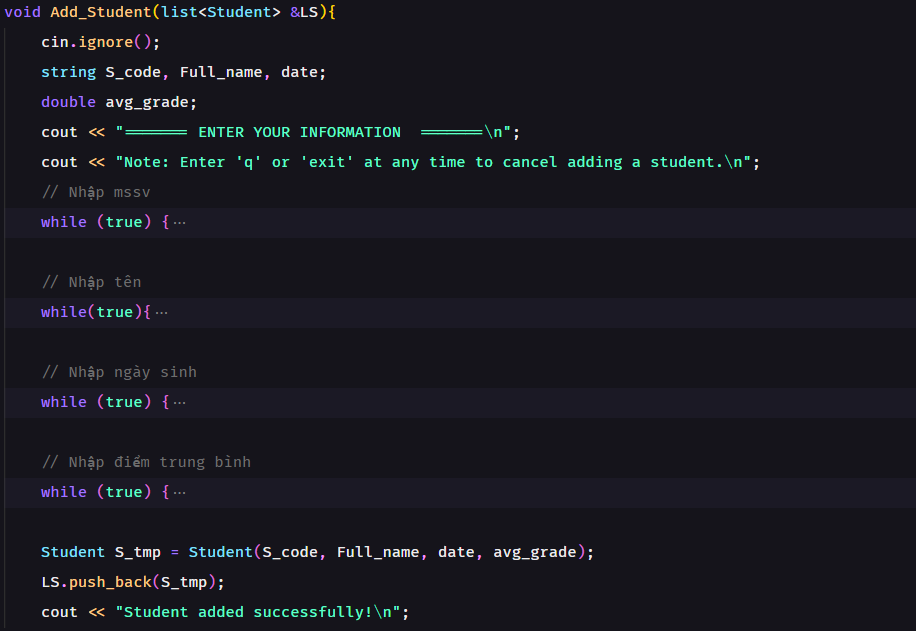 void Add_Student(list<Student> &LS){
cin.ignore();
string S_code, Full_name, date;
double avg_grade;
cout << "======= ENTER YOUR INFORMATION  =======\n";
cout << "Note: Enter 'q' or 'exit' at any time to cancel adding a student.\n";
// Nhập mssv
while (true) {···
// Nhập tên
while(true){···
// Nhập ngày sinh
while (true) {···
// Nhập điểm trung bình
while (true) {···
Student S_tmp = Student(S_code, Full_name, date, avg_grade);
LS.push_back(S_tmp);
cout << "Student added successfully!\n";